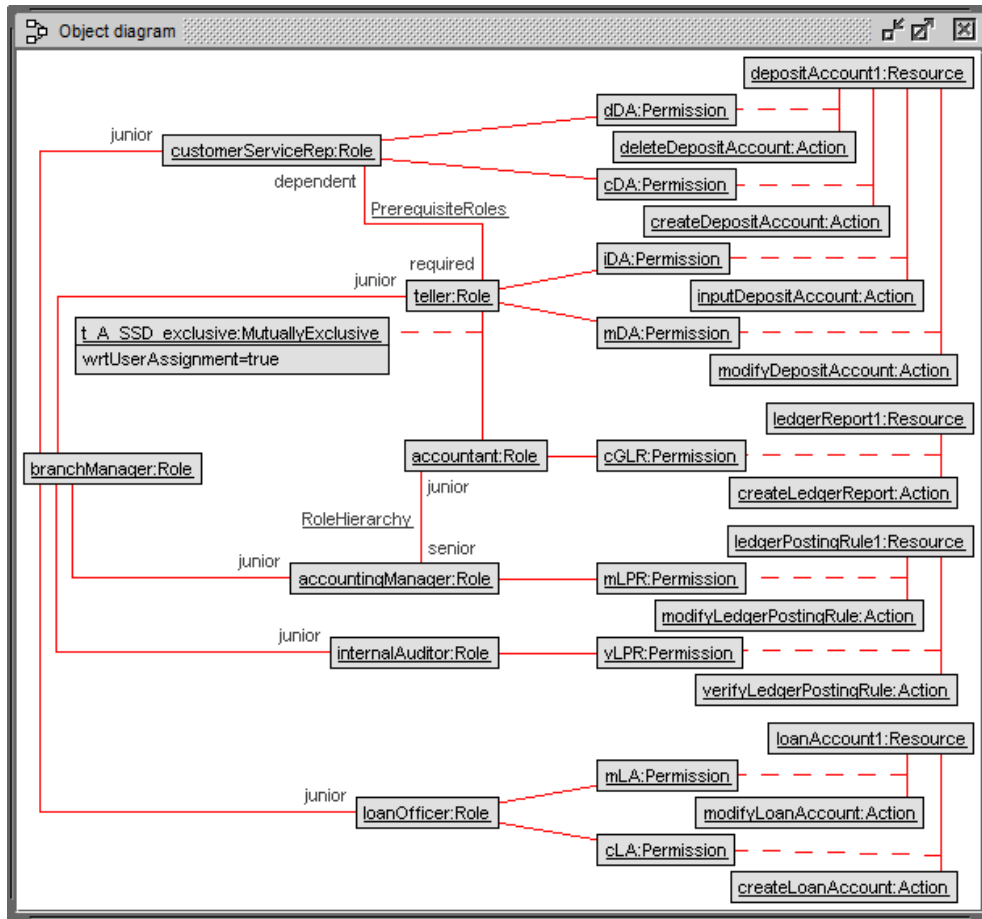 Object diagram
depositAccount1:Resource
dDA:Permission
junior
customerServiceRep:Role
deleteDepositAccount:Action
dependent
cDA:Permission
PrerequisiteRoles
createDepositAccount:Action
required
iDA:Permission
junior
teller:Role
inputDepositAccount:Action
t_A_SSD_exclusive:MutuallyExclusive
wrtUserAssignment=true
mDA:Permission
modifyDepositAccount:Action
ledgerReport1:Resource
branchManager:Role
accountant:Role
cGLR:Permission
junior
createLedgerReport:Action
RoleHierarchy
ledgerPostingRule1:Resource
senior
junior
accountingManager:Role
mLPR:Permission
modifyLedgerPostingRule:Action
junior
internalAuditor:Role
vLPR:Permission
verifyLedgerPostingRule:Action
loanAccount1:Resource
mLA:Permission
junior
loanOfficer:Role
modifyLoanAccount:Action
cLA:Permission
createLoanAccount:Action